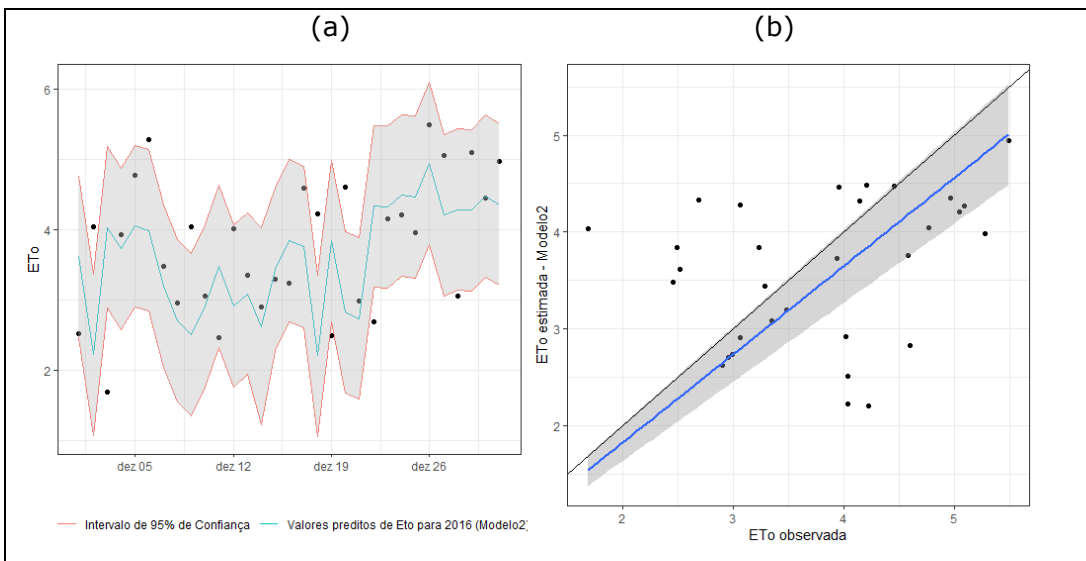 (a)
(b)
6
4
2
ETo
dez 05 dez 12 dez 19 dez 26
Intervalo de 95% de Confiança Valores preditos de Eto para 2016 (Modelo2)
5
4
3
2
ETo estimada - Modelo2
2 3 4 5
ETo observada